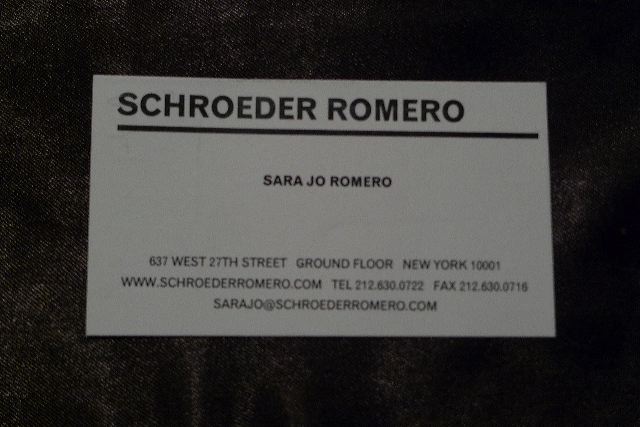 SCHROEDER ROMERO
SARA JO ROMERO
637 WEST 27TH STREET GROUND FLOOR NEW YORK 10001
WWW.SCHROEDERROMERO.COM TEL 212.630.0722 FAX 212.630.0716
SARAJO@SCHROEDERROMERO.COM